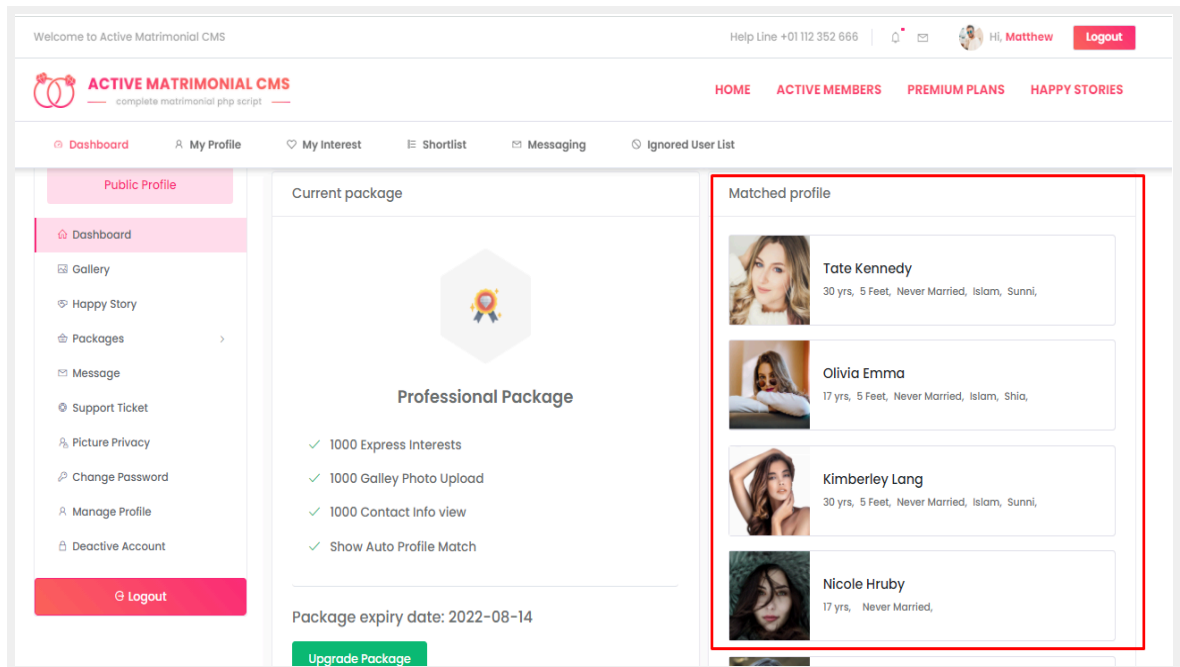 Welcome to Active Matrimonial CMS
Help Line +01 112 352 666
Hi, Matthew
Logout
ACTIVE MATRIMONIAL CMS
complete matrimonial php script
HOME
ACTIVE MEMBERS
PREMIUM PLANS
HAPPY STORIES
Dashboard
My Profile
My Interest
Shortlist
Messaging
Ignored User List
Public Profile
Dashboard
Gallery
Happy Story
Packages
Message
Support Ticket
Picture Privacy
Change Password
Manage Profile
Deactive Account
Logout
Current package
Professional Package
1000 Express Interests
1000 Galley Photo Upload
1000 Contact Info view
Show Auto Profile Match
Package expiry date: 2022-08-14
Upgrade Package
Matched profile
Tate Kennedy
30 yrs, 5 Feet, Never Married, Islam, Sunni,
Olivia Emma
17 yrs, 5 Feet, Never Married, Islam, Shia,
Kimberley Lang
30 yrs, 5 Feet, Never Married, Islam, Sunni,
Nicole Hruby
17 yrs, Never Married,